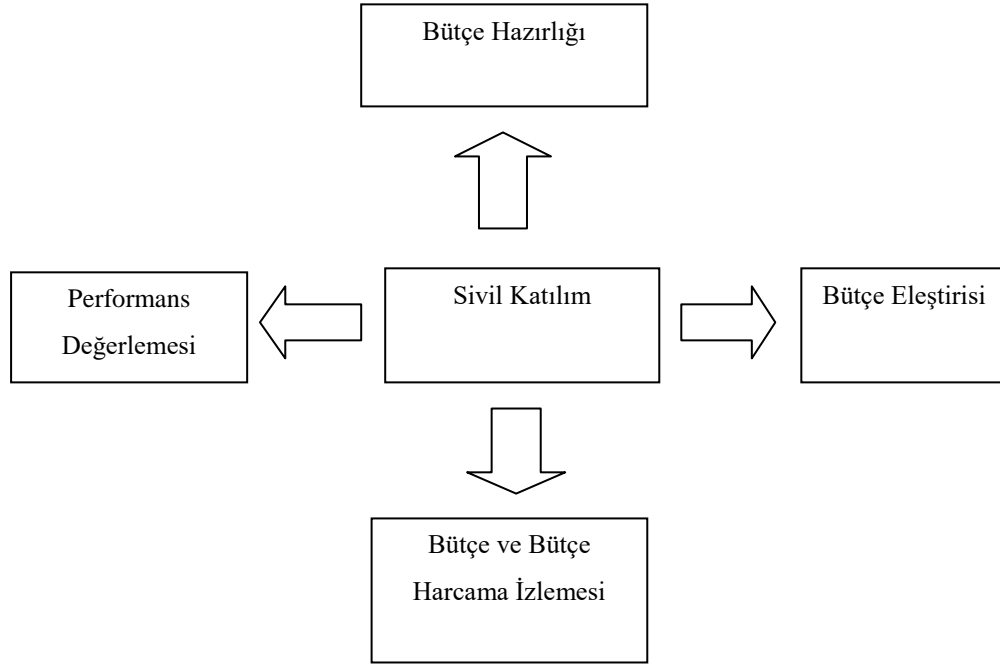 Bütçe Hazırlığı
Performans
Değerlemesi
Sivil Katılım
Bütçe Eleştirisi
Bütçe ve Bütçe
Harcama İzlemesi